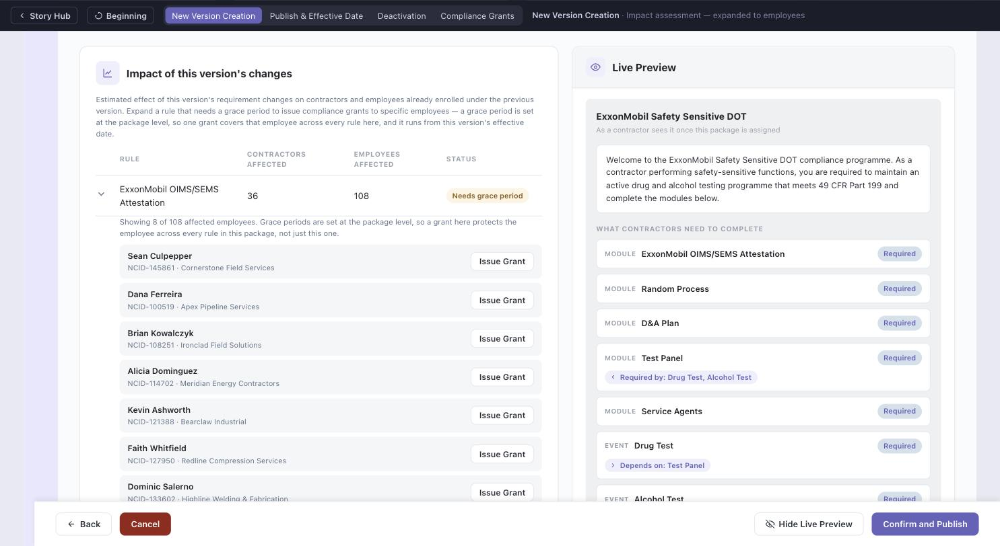 Story Hub
Beginning
New Version Creation
Publish & Effective Date
Deactivation
Compliance Grants
New Version Creation · Impact assessment — expanded to employees
Impact of this version's changes
Estimated effect of this version's requirement changes on contractors and employees already enrolled under the previous
version. Expand a rule that needs a grace period to issue compliance grants to specific employees — a grace period is set
at the package level, so one grant covers that employee across every rule here, and it runs from this version's effective
date.
RULE
CONTRACTORS
AFFECTED
EMPLOYEES
AFFECTED
STATUS
ExxonMobil OIMS/SEMS
Attestation
36
108
Needs grace period
Showing 8 of 108 affected employees. Grace periods are set at the package level, so a grant here protects the
employee across every rule in this package, not just this one.
Sean Culpepper
NCID-145861 · Cornerstone Field Services
Issue Grant
Dana Ferreira
NCID-100519 · Apex Pipeline Services
Issue Grant
Brian Kowalczyk
NCID-108251 · Ironclad Field Solutions
Issue Grant
Alicia Dominguez
NCID-114702 · Meridian Energy Contractors
Issue Grant
Kevin Ashworth
NCID-121388 · Bearclaw Industrial
Issue Grant
Faith Whitfield
NCID-127950 · Redline Compression Services
Issue Grant
Dominic Salerno
NCID-133602 · Highline Welding & Fabrication
Issue Grant
Live Preview
ExxonMobil Safety Sensitive DOT
As a contractor sees it once this package is assigned
Welcome to the ExxonMobil Safety Sensitive DOT compliance programme. As a
contractor performing safety-sensitive functions, you are required to maintain an
active drug and alcohol testing programme that meets 49 CFR Part 199 and
complete the modules below.
WHAT CONTRACTORS NEED TO COMPLETE
MODULE ExxonMobil OIMS/SEMS Attestation Required
MODULE Random Process Required
MODULE D&A Plan Required
MODULE Test Panel Required
Required by: Drug Test, Alcohol Test
MODULE Service Agents Required
EVENT Drug Test Required
Depends on: Test Panel
EVENT Alcohol Test Required
Back
Cancel
Hide Live Preview
Confirm and Publish